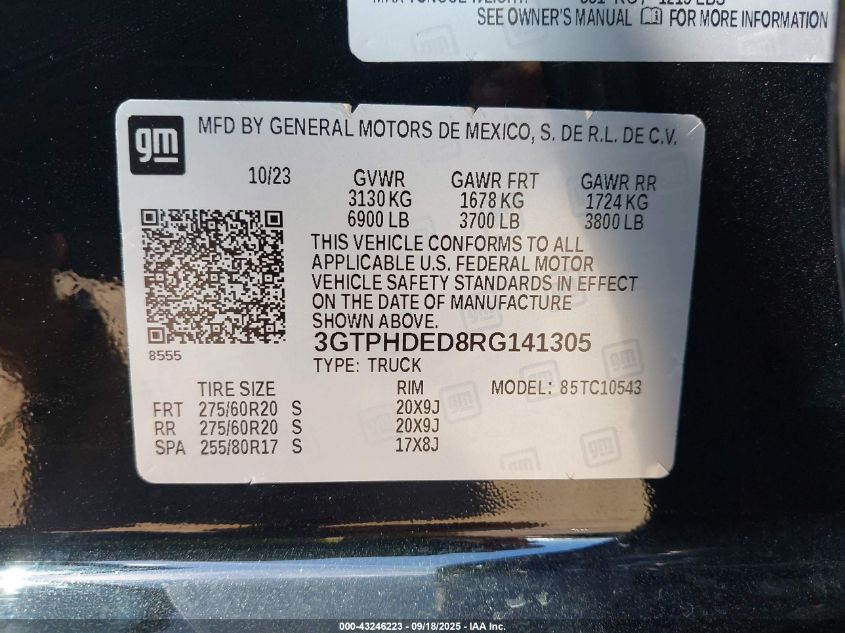 SEE OWNER'S MANUAL FOR MORE INFORMATION
gm
MFD BY GENERAL MOTORS DE MEXICO, S. DE R.L. DE C.V.
10/23 GVWR GAWR FRT GAWR RR
3130 KG 1678 KG 1724 KG
6900 LB 3700 LB 3800 LB
THIS VEHICLE CONFORMS TO ALL
APPLICABLE U.S. FEDERAL MOTOR
VEHICLE SAFETY STANDARDS IN EFFECT
ON THE DATE OF MANUFACTURE
SHOWN ABOVE.
8555
3GTPHDED8RG141305
TYPE: TRUCK
TIRE SIZE RIM MODEL: 85TC10543
FRT 275/60R20 S 20X9J
RR 275/60R20 S 20X9J
SPA 255/80R17 S 17X8J
000-43246223 - 09/18/2025 - IAA Inc.